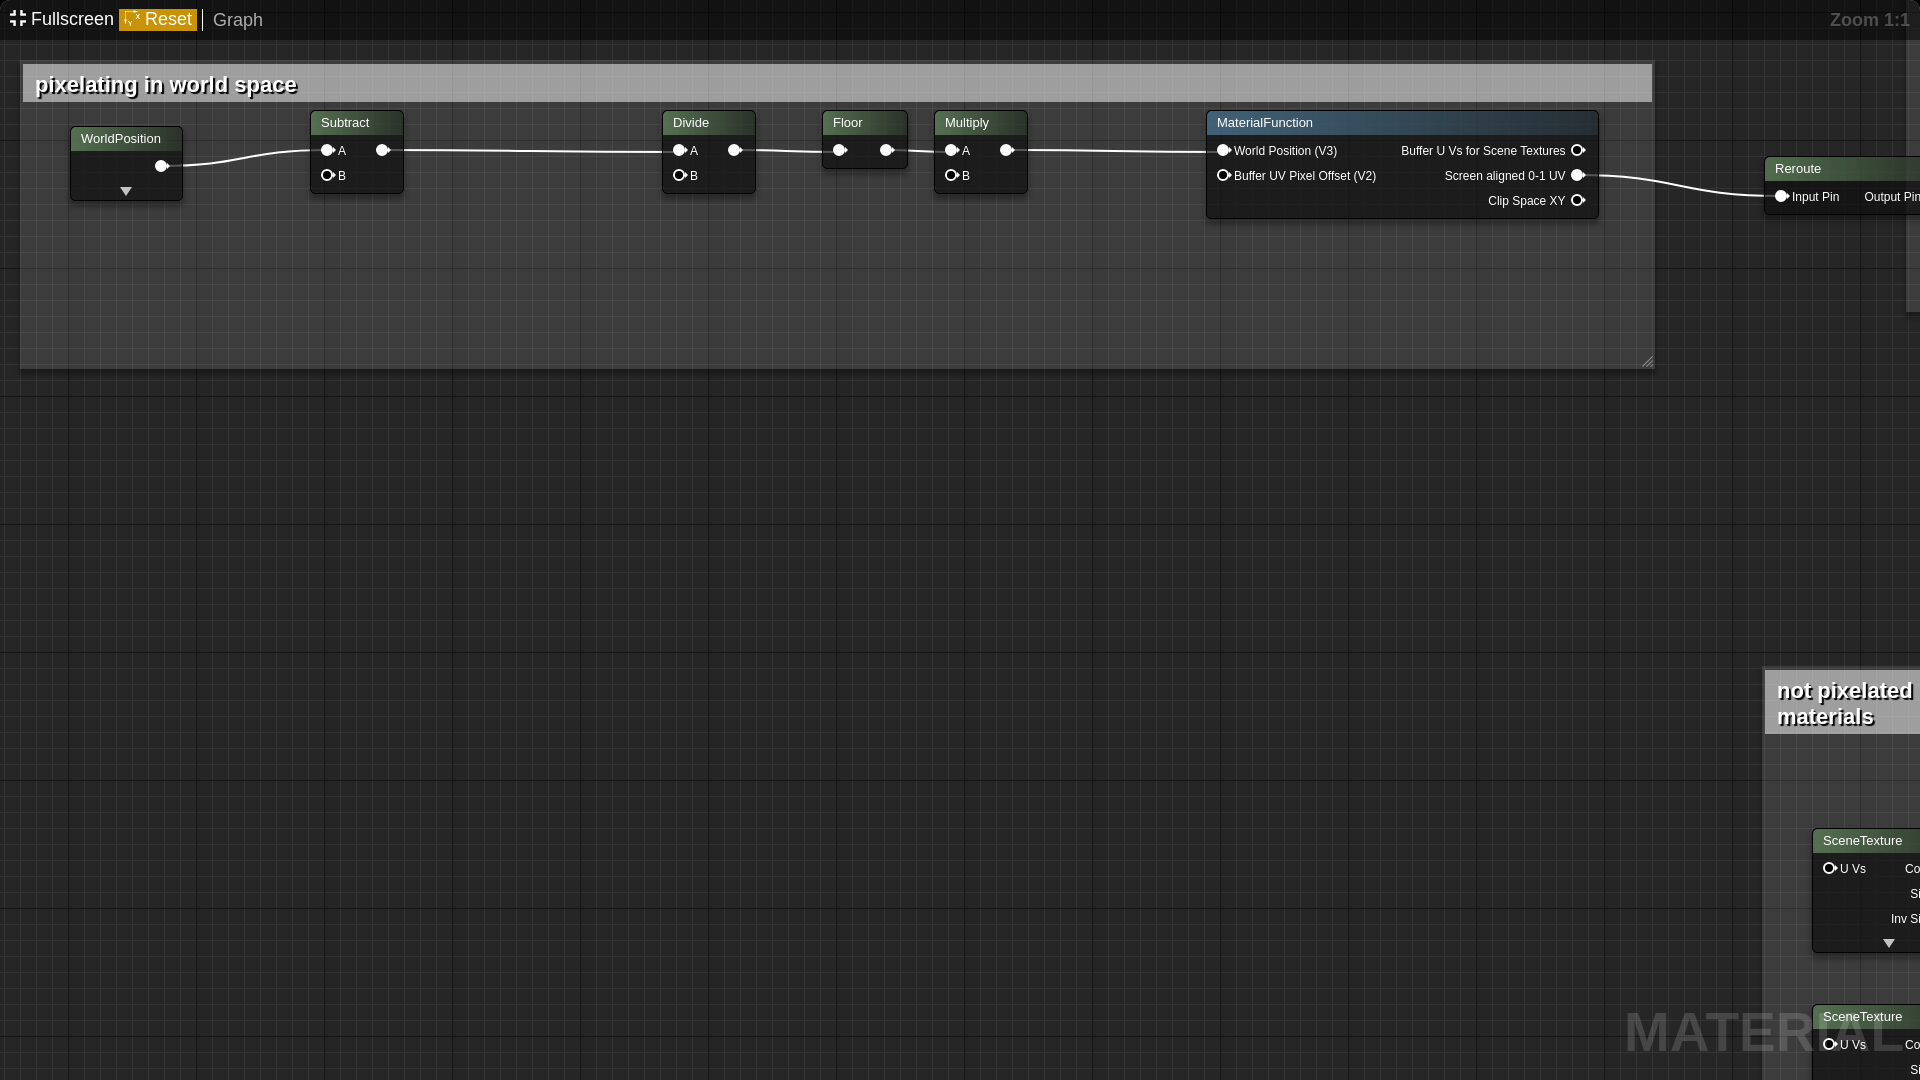 Fullscreen Reset Graph Zoom 1:1
pixelating in world space
WorldPosition
Subtract
A
B
Divide
A
B
Floor
Multiply
A
B
MaterialFunction
World Position (V3) Buffer U Vs for Scene Textures
Buffer UV Pixel Offset (V2) Screen aligned 0-1 UV
Clip Space XY
Reroute
Input Pin Output Pin
not pixelated
materials
SceneTexture
U Vs Co
Si
Inv Si
SceneTexture
U Vs Co
Si
MATERIAL